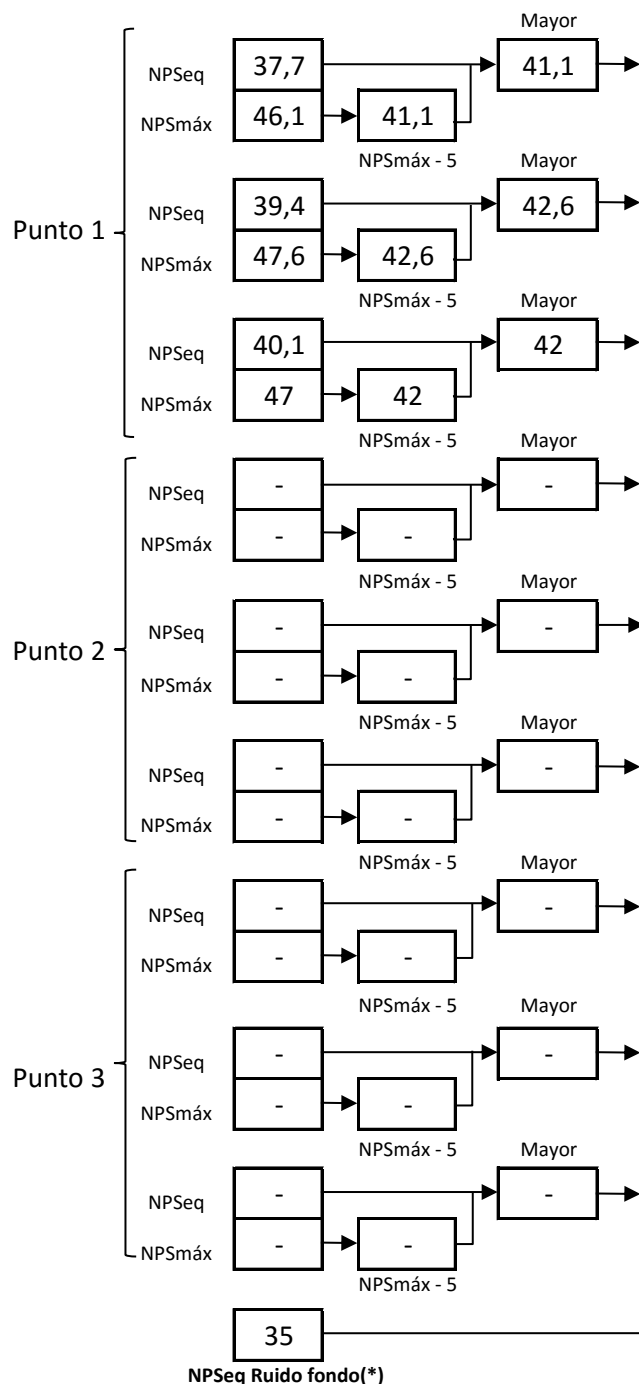 Mayor
NPSeq 37,7 41,1
NPSmáx 46,1 41,1
NPSmáx - 5
Mayor
NPSeq 39,4 42,6
Punto 1
NPSmáx 47,6 42,6
NPSmáx - 5
Mayor
NPSeq 40,1 42
NPSmáx 47 42
NPSmáx - 5
Mayor
NPSeq - -
NPSmáx - -
NPSmáx - 5
Mayor
NPSeq - -
Punto 2
NPSmáx - -
NPSmáx - 5
Mayor
NPSeq - -
NPSmáx - -
NPSmáx - 5
Mayor
NPSeq - -
NPSmáx - -
NPSmáx - 5
Mayor
NPSeq - -
Punto 3
NPSmáx - -
NPSmáx - 5
Mayor
NPSeq - -
NPSmáx - -
NPSmáx - 5
35
NPSeq Ruido fondo(*)